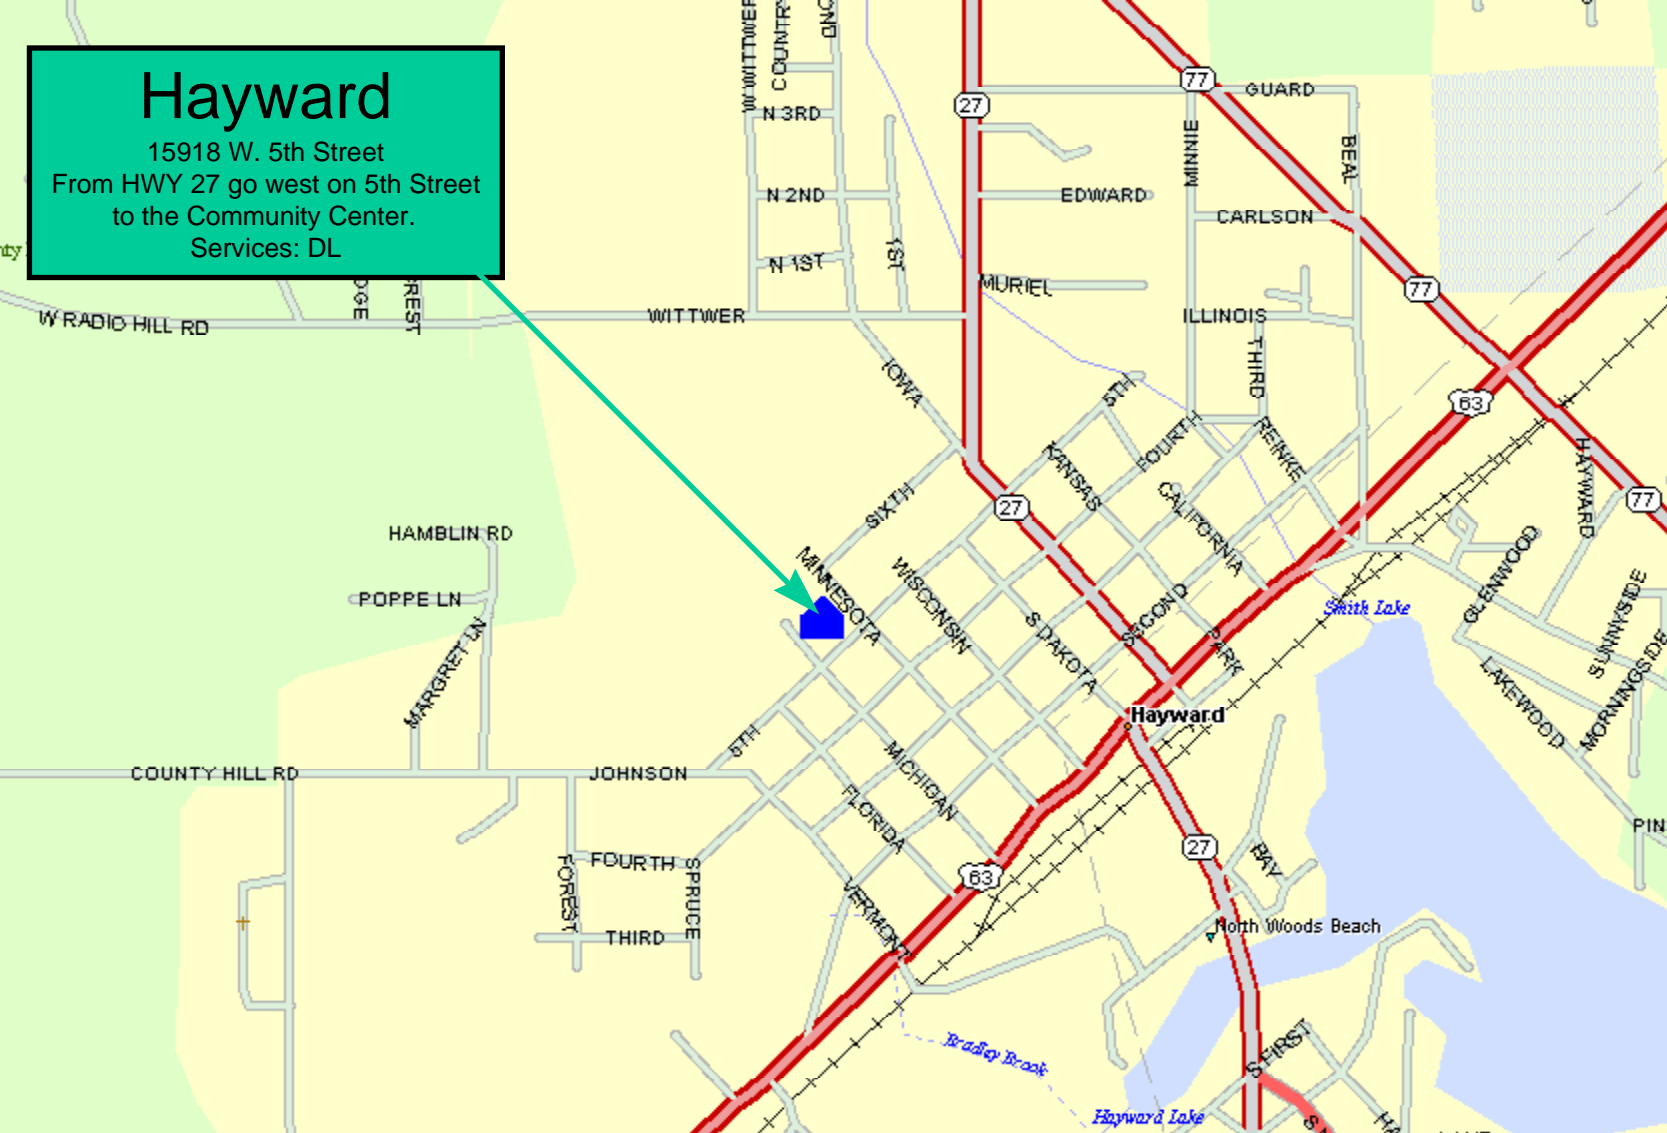 Hayward
15918 W. 5th Street
From HWY 27 go west on 5th Street
to the Community Center.
Services: DL
W WITTWER
COUNTRY
OND
N 3RD
N 2ND
N 1ST
1ST
27
77
GUARD
MINNIE
BEAL
EDWARD
CARLSON
MURIEL
77
W RADIO HILL RD
DGE
REST
WITTWER
ILLINOIS
THIRD
IOWA
5TH
63
FOURTH
REINKE
KANSAS
HAYWARD
SIXTH
27
CALIFORNIA
77
HAMBLIN RD
MINNESOTA
WISCONSIN
GLENWOOD
POPPE LN
SECOND
Smith Lake
SUNNYSIDE
MARGRET LN
S DAKOTA
PARK
LAKEWOOD
MORNINGSIDE
Hayward
5TH
COUNTY HILL RD
JOHNSON
MICHIGAN
FLORIDA
PIN
27
BAY
FOURTH
FOREST
SPRUCE
63
VERMONT
THIRD
North Woods Beach
Bradley Brook
S FIRST
Hayward Lake